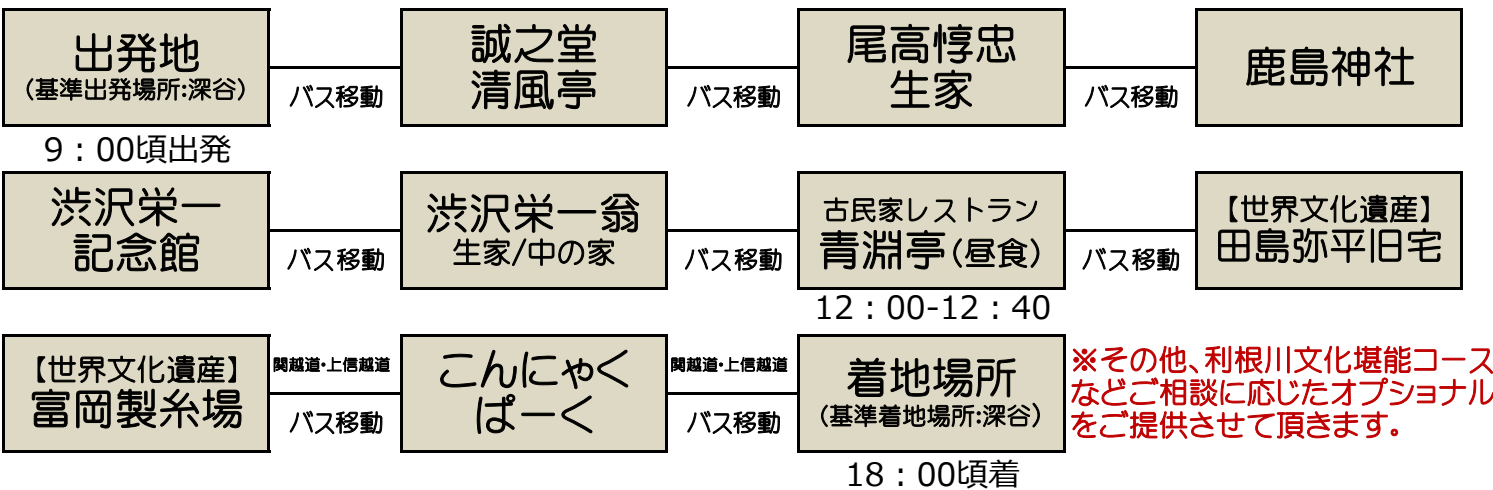 出発地
(基準出発場所:深谷)
バス移動
誠之堂
清風亭
バス移動
尾高惇忠
生家
バス移動
鹿島神社
9：00頃出発
渋沢栄一
記念館
バス移動
渋沢栄一翁
生家/中の家
バス移動
古民家レストラン
青淵亭(昼食)
バス移動
【世界文化遺産】
田島弥平旧宅
12：00-12：40
【世界文化遺産】
富岡製糸場
関越道・上信越道
バス移動
こんにゃく
ぱーく
関越道・上信越道
バス移動
着地場所
(基準着地場所:深谷)
※その他、利根川文化堪能コース
などご相談に応じたオプショナル
をご提供させて頂きます。
18：00頃着